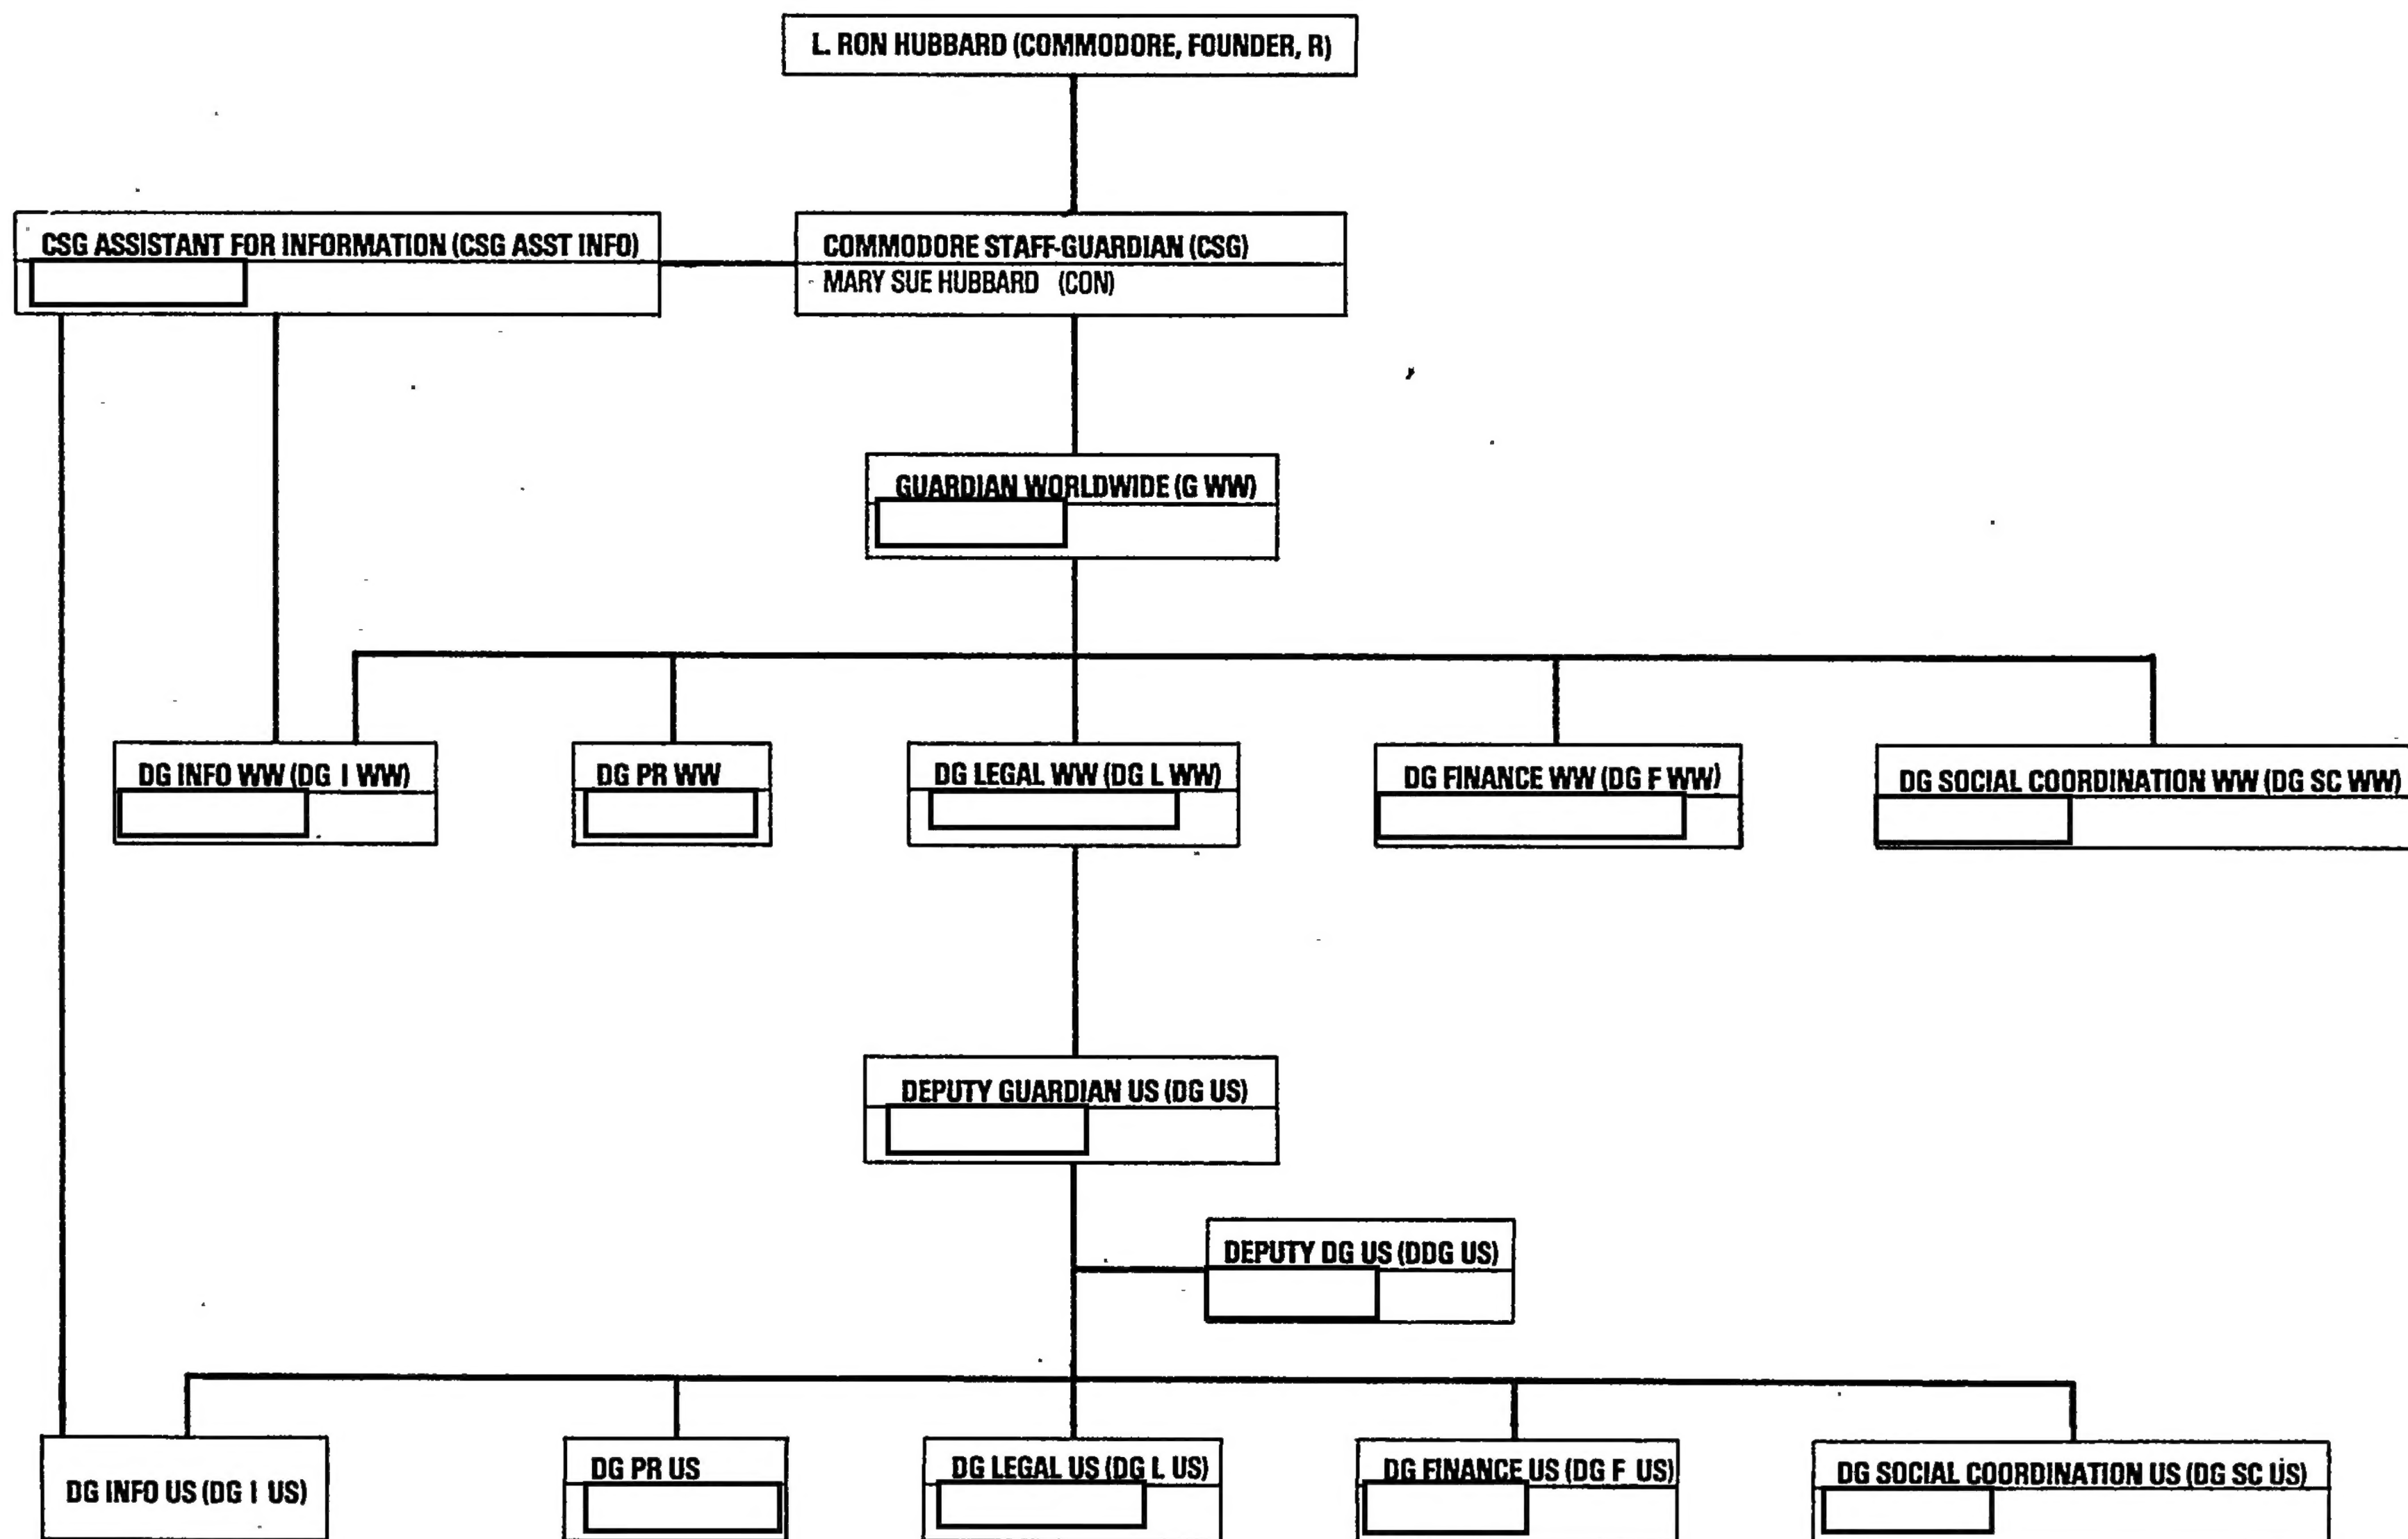 L. RON HUBBARD (COMMODORE, FOUNDER, R)
CSG ASSISTANT FOR INFORMATION (CSG ASST INFO)
COMMODORE STAFF-GUARDIAN (CSG)
MARY SUE HUBBARD (CON)
GUARDIAN WORLDWIDE (G WW)
DG INFO WW (DG I WW)
DG PR WW
DG LEGAL WW (DG L WW)
DG FINANCE WW (DG F WW)
DG SOCIAL COORDINATION WW (DG SC WW)
DEPUTY GUARDIAN US (DG US)
DEPUTY DG US (DDG US)
DG INFO US (DG I US)
DG PR US
DG LEGAL US (DG L US)
DG FINANCE US (DG F US)
DG SOCIAL COORDINATION US (DG SC US)